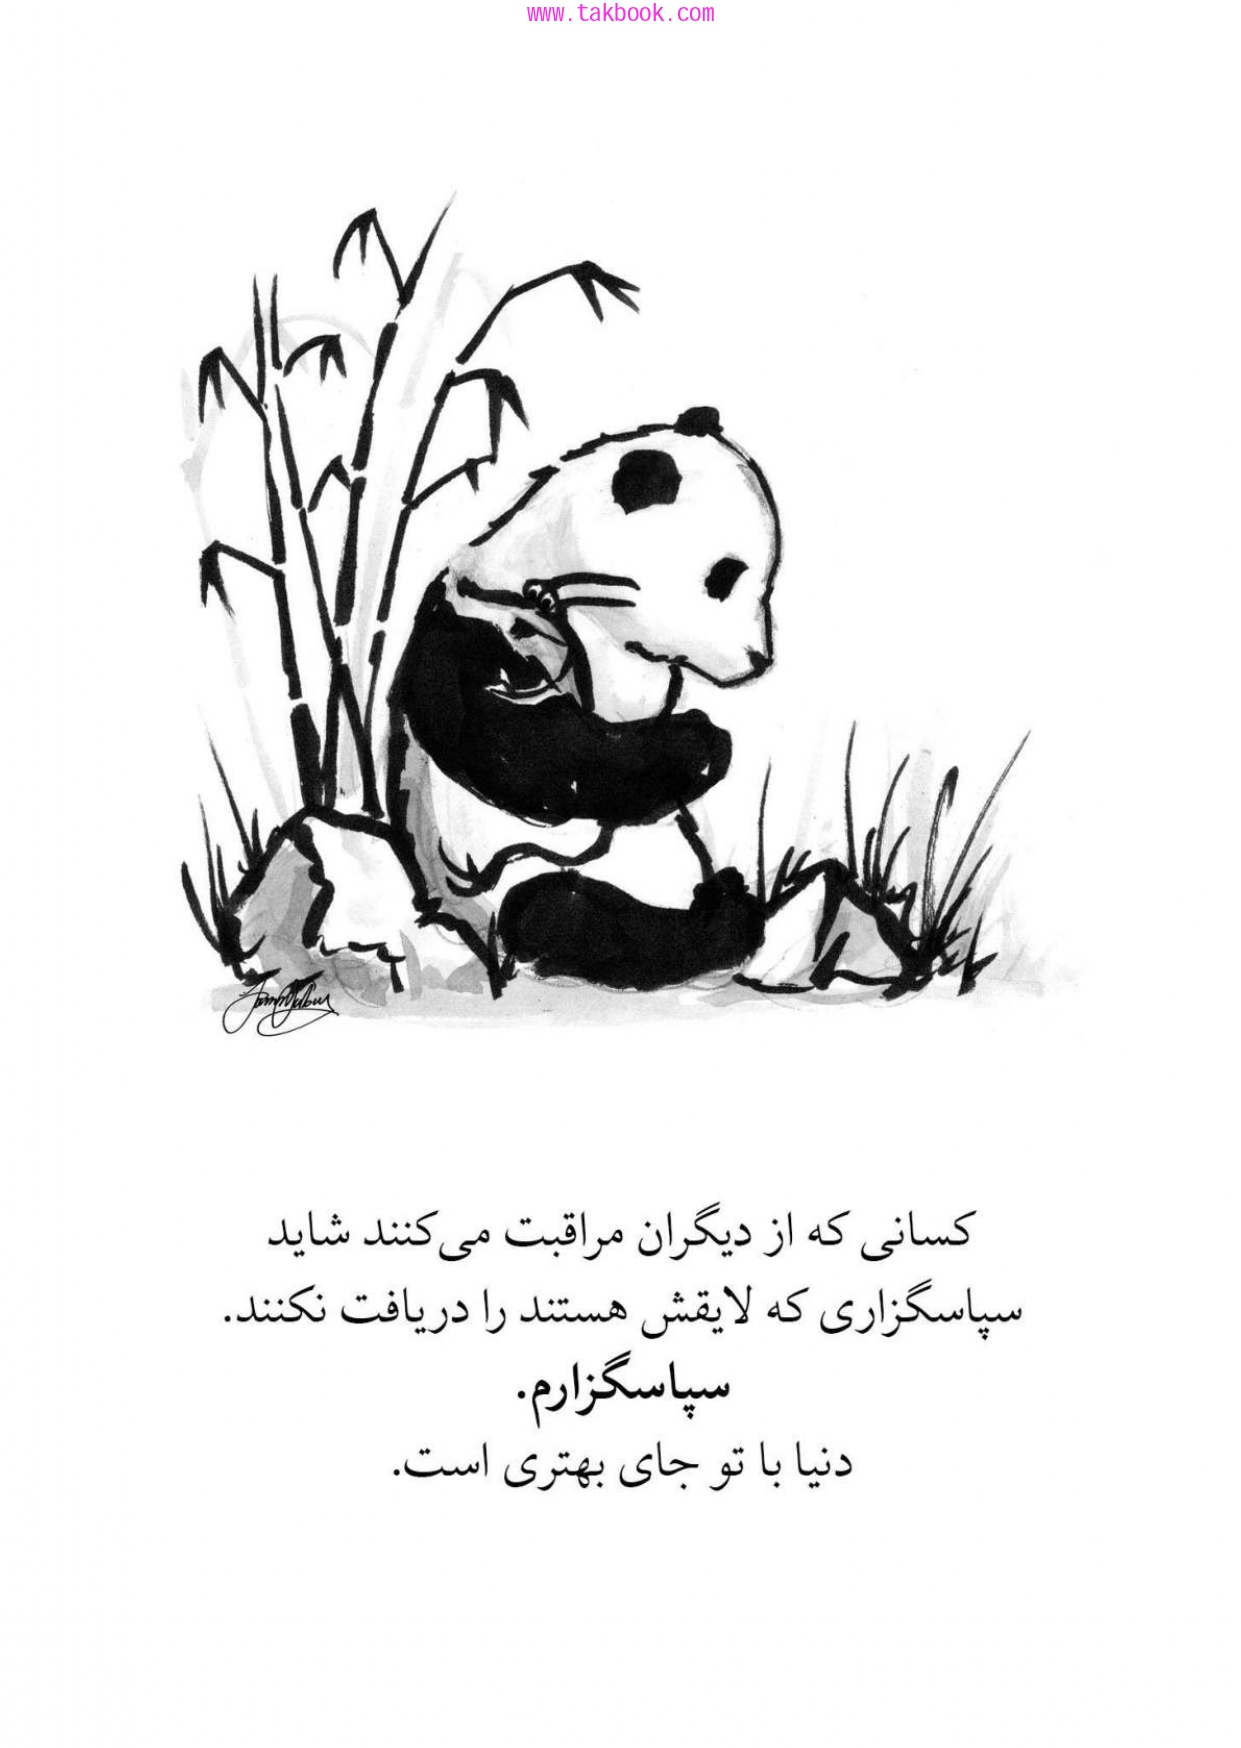 www.takbook.com
کسانی که از دیگران مراقبت می‌کنند شاید
سپاسگزاری که لایقش هستند را دریافت نکنند.
سپاسگزارم.
دنیا با تو جای بهتری است.